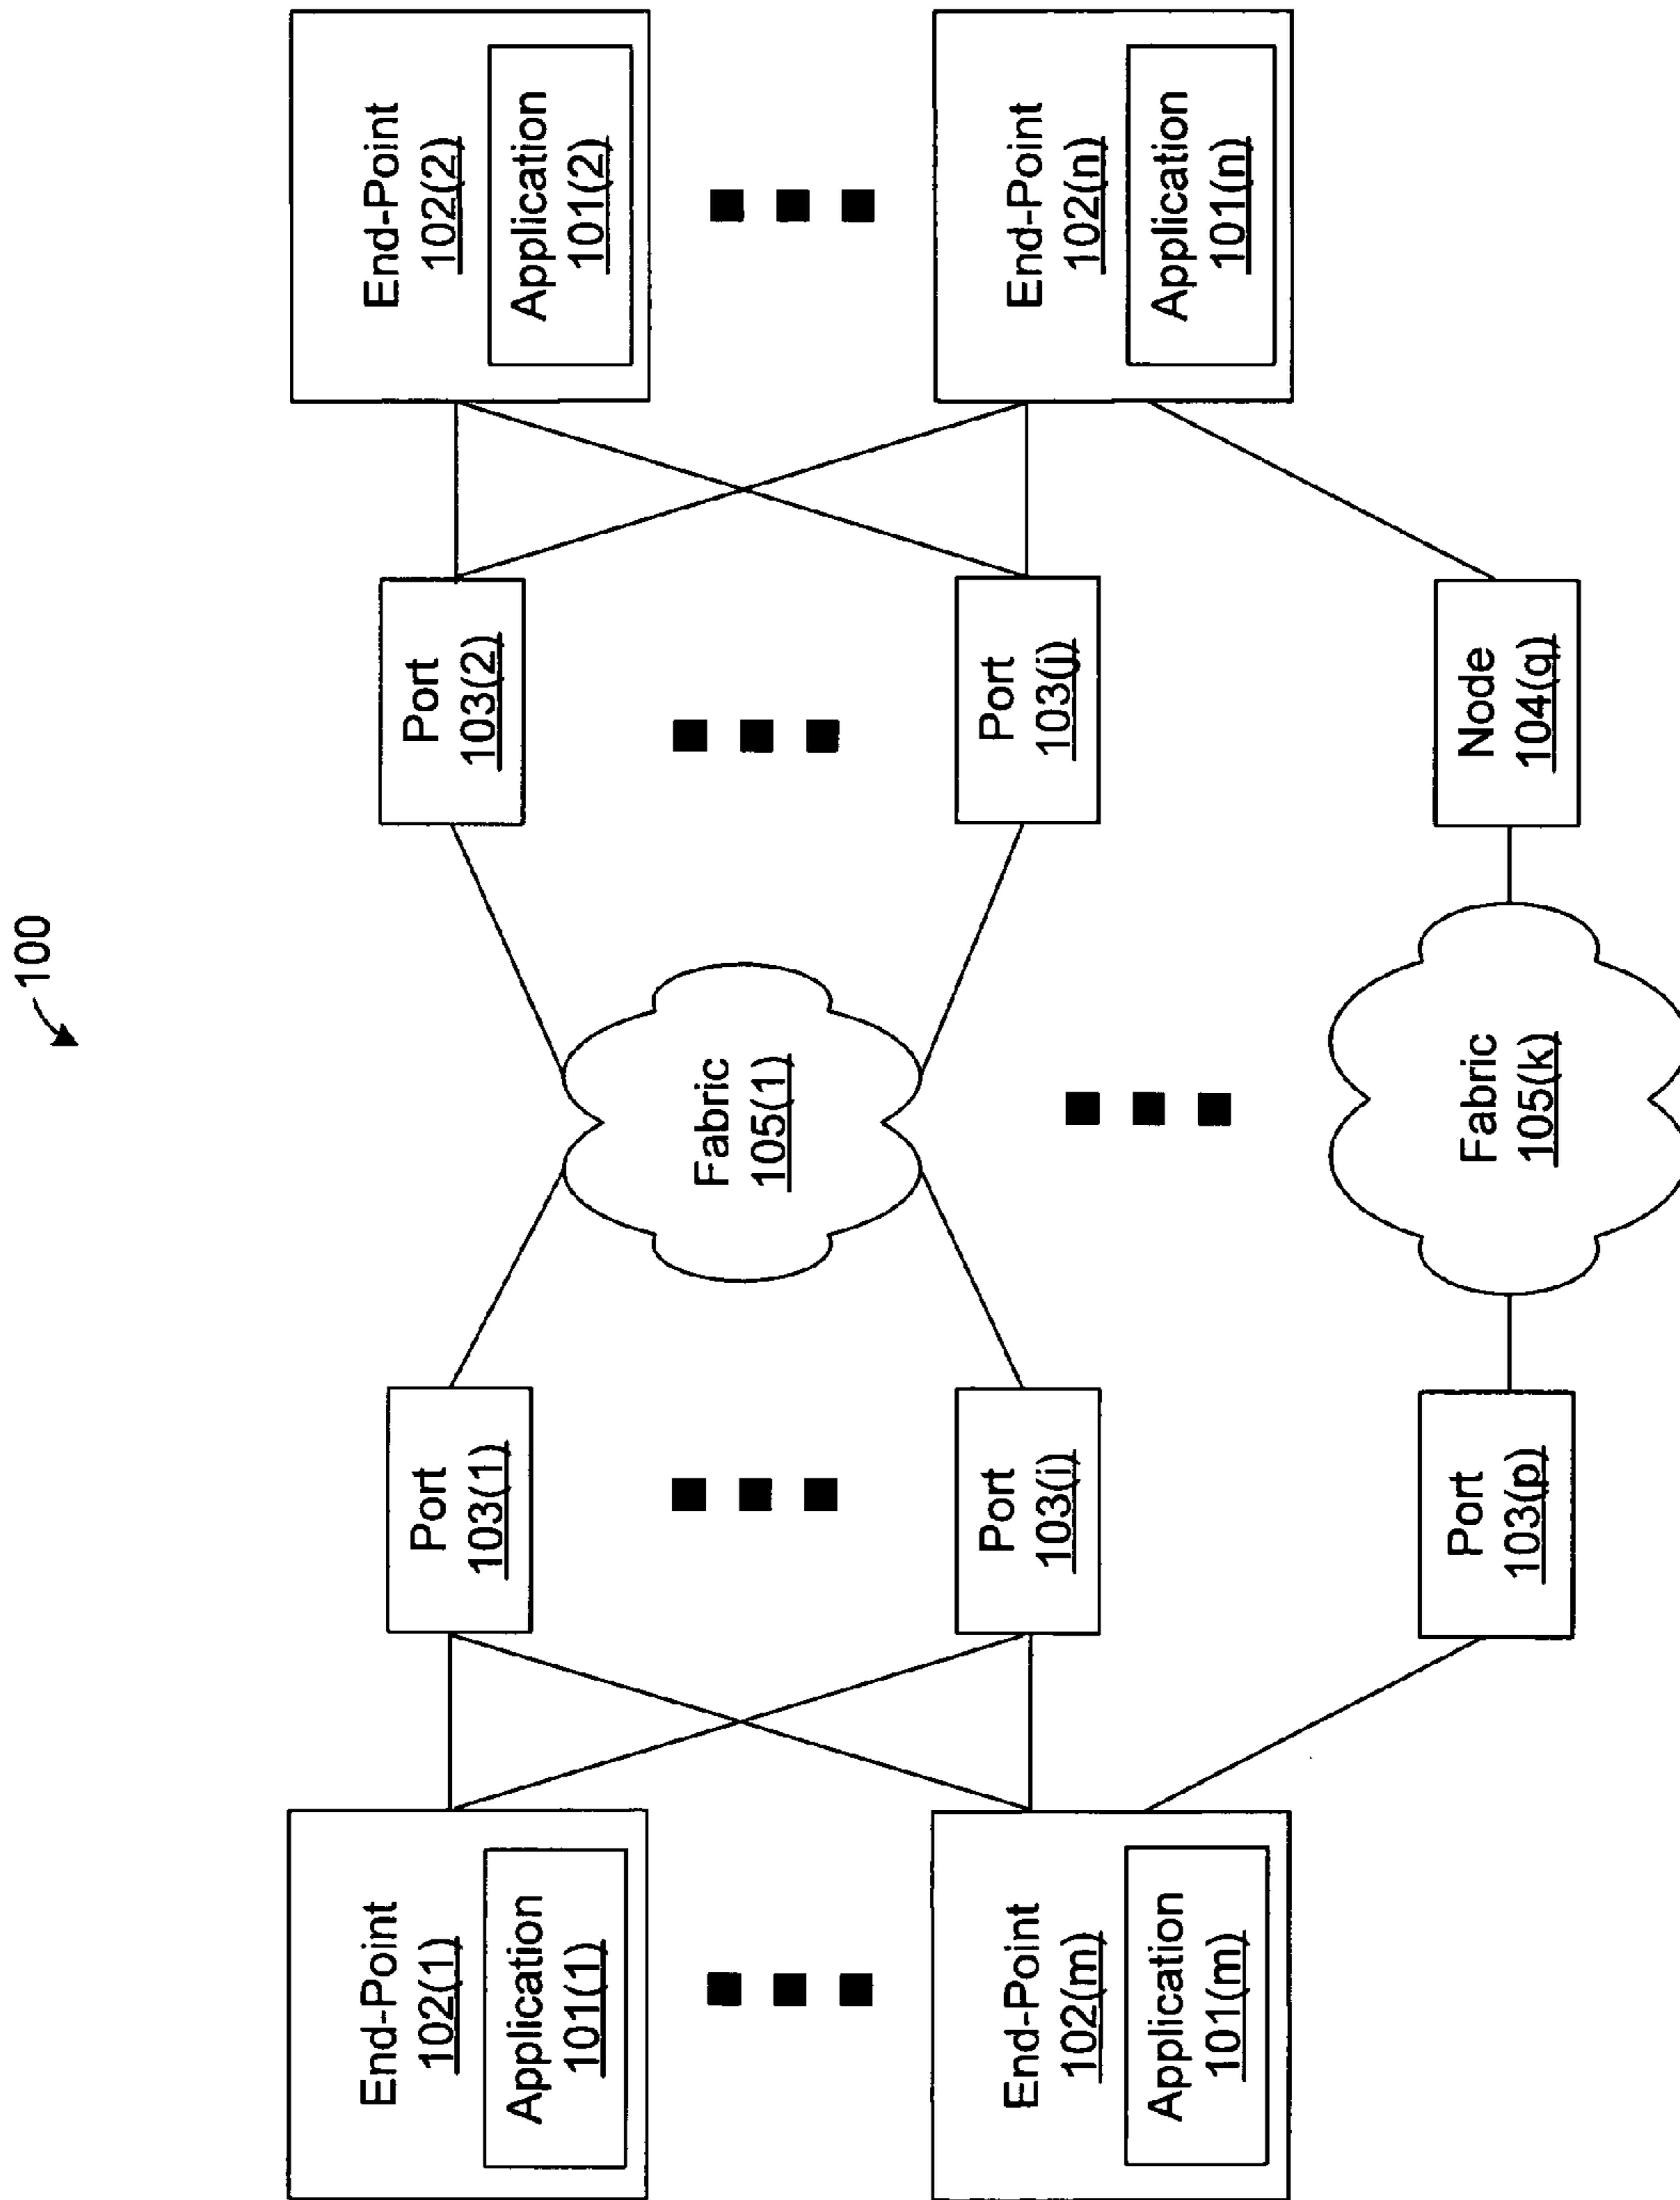 100
End-Point
102(1)
Application
101(1)
Port
103(1)
Fabric
105(1)
Port
103(2)
End-Point
102(2)
Application
101(2)
End-Point
102(m)
Application
101(m)
Port
103(i)
Port
103(j)
End-Point
102(n)
Application
101(n)
Port
103(p)
Fabric
105(k)
Node
104(q)